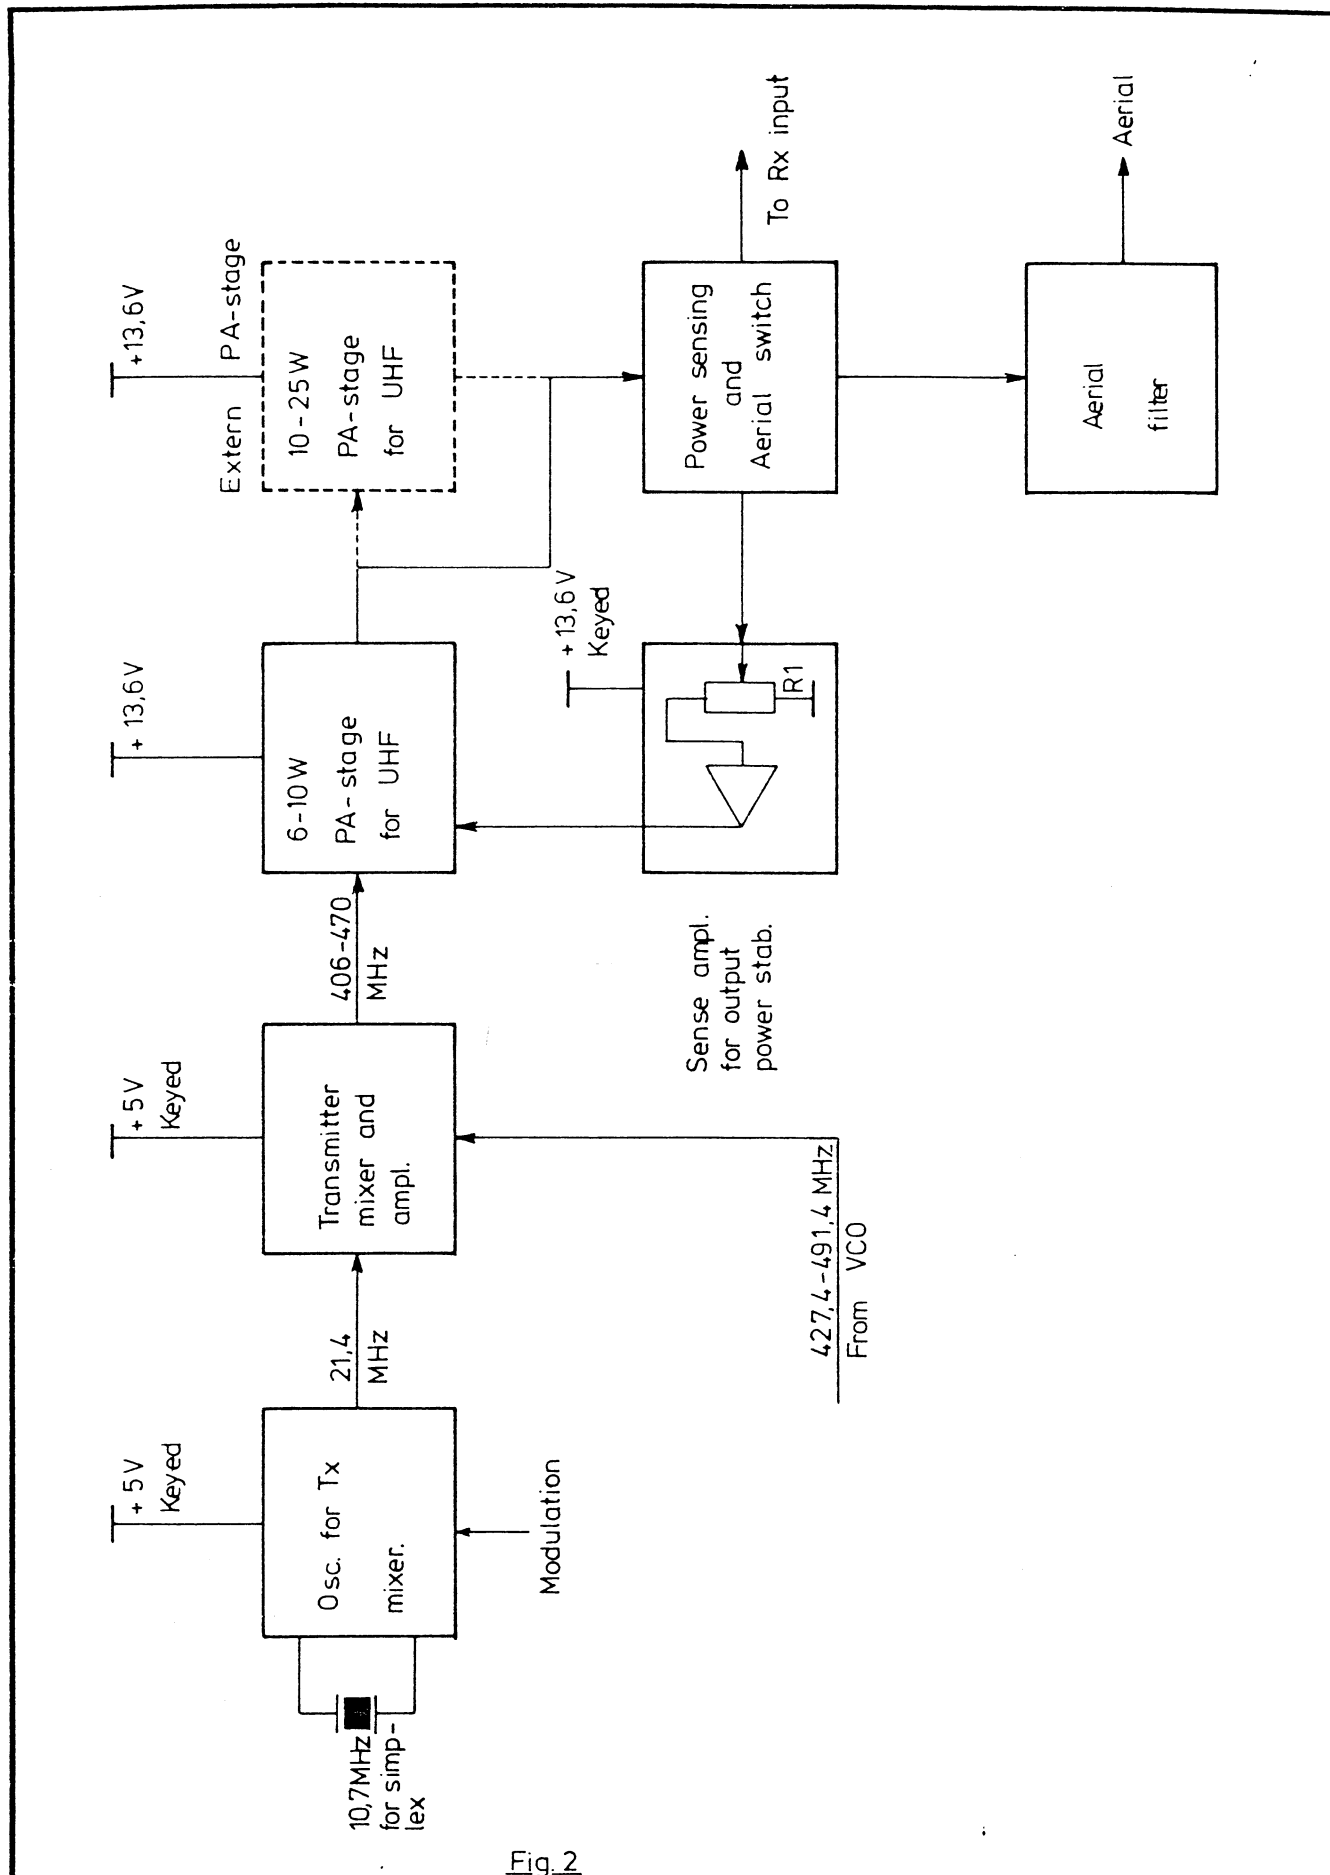 +5V
Keyed
+5V
Keyed
+ 13,6V
+13,6V
Extern PA-stage
10,7MHz
for simp-
lex
Osc. for Tx
mixer.
21,4
MHz
Transmitter
mixer and
ampl.
406-470
MHz
6-10W
PA-stage
for UHF
10-25W
PA-stage
for UHF
Modulation
+13,6V
Keyed
R1
Sense ampl.
for output
power stab.
Power sensing
and
Aerial switch
To Rx input
427,4-491,4 MHz
From VCO
Aerial
filter
Aerial
Fig. 2